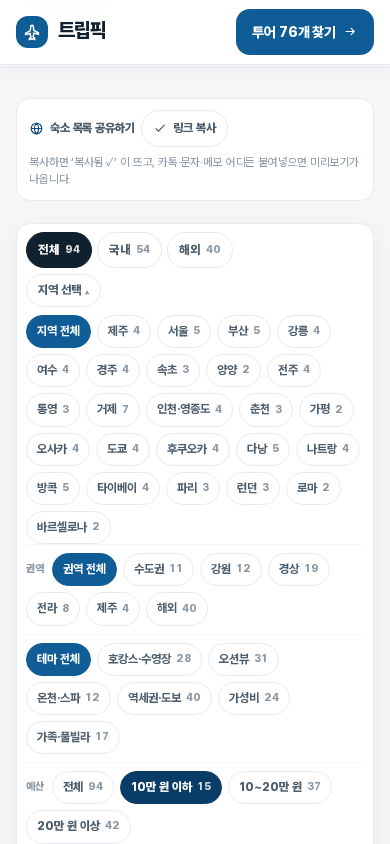 트립픽
투어 76개 찾기 →
숙소 목록 공유하기 ✓ 링크 복사
복사하면 '복사됨 ✓' 이 뜨고, 카톡·문자·메모 어디든 붙여넣으면 미리보기가
나옵니다.
전체 94 국내 54 해외 40
지역 선택 ▴
지역 전체 제주 4 서울 5 부산 5 강릉 4
여수 4 경주 4 속초 3 양양 2 전주 4
통영 3 거제 7 인천·영종도 4 춘천 3 가평 2
오사카 4 도쿄 4 후쿠오카 4 다낭 5 나트랑 4
방콕 5 타이베이 4 파리 3 런던 3 로마 2
바르셀로나 2
권역 권역 전체 수도권 11 강원 12 경상 19
전라 8 제주 4 해외 40
테마 전체 호캉스·수영장 28 오션뷰 31
온천·스파 12 역세권·도보 40 가성비 24
가족·풀빌라 17
예산 전체 94 10만 원 이하 15 10~20만 원 37
20만 원 이상 42